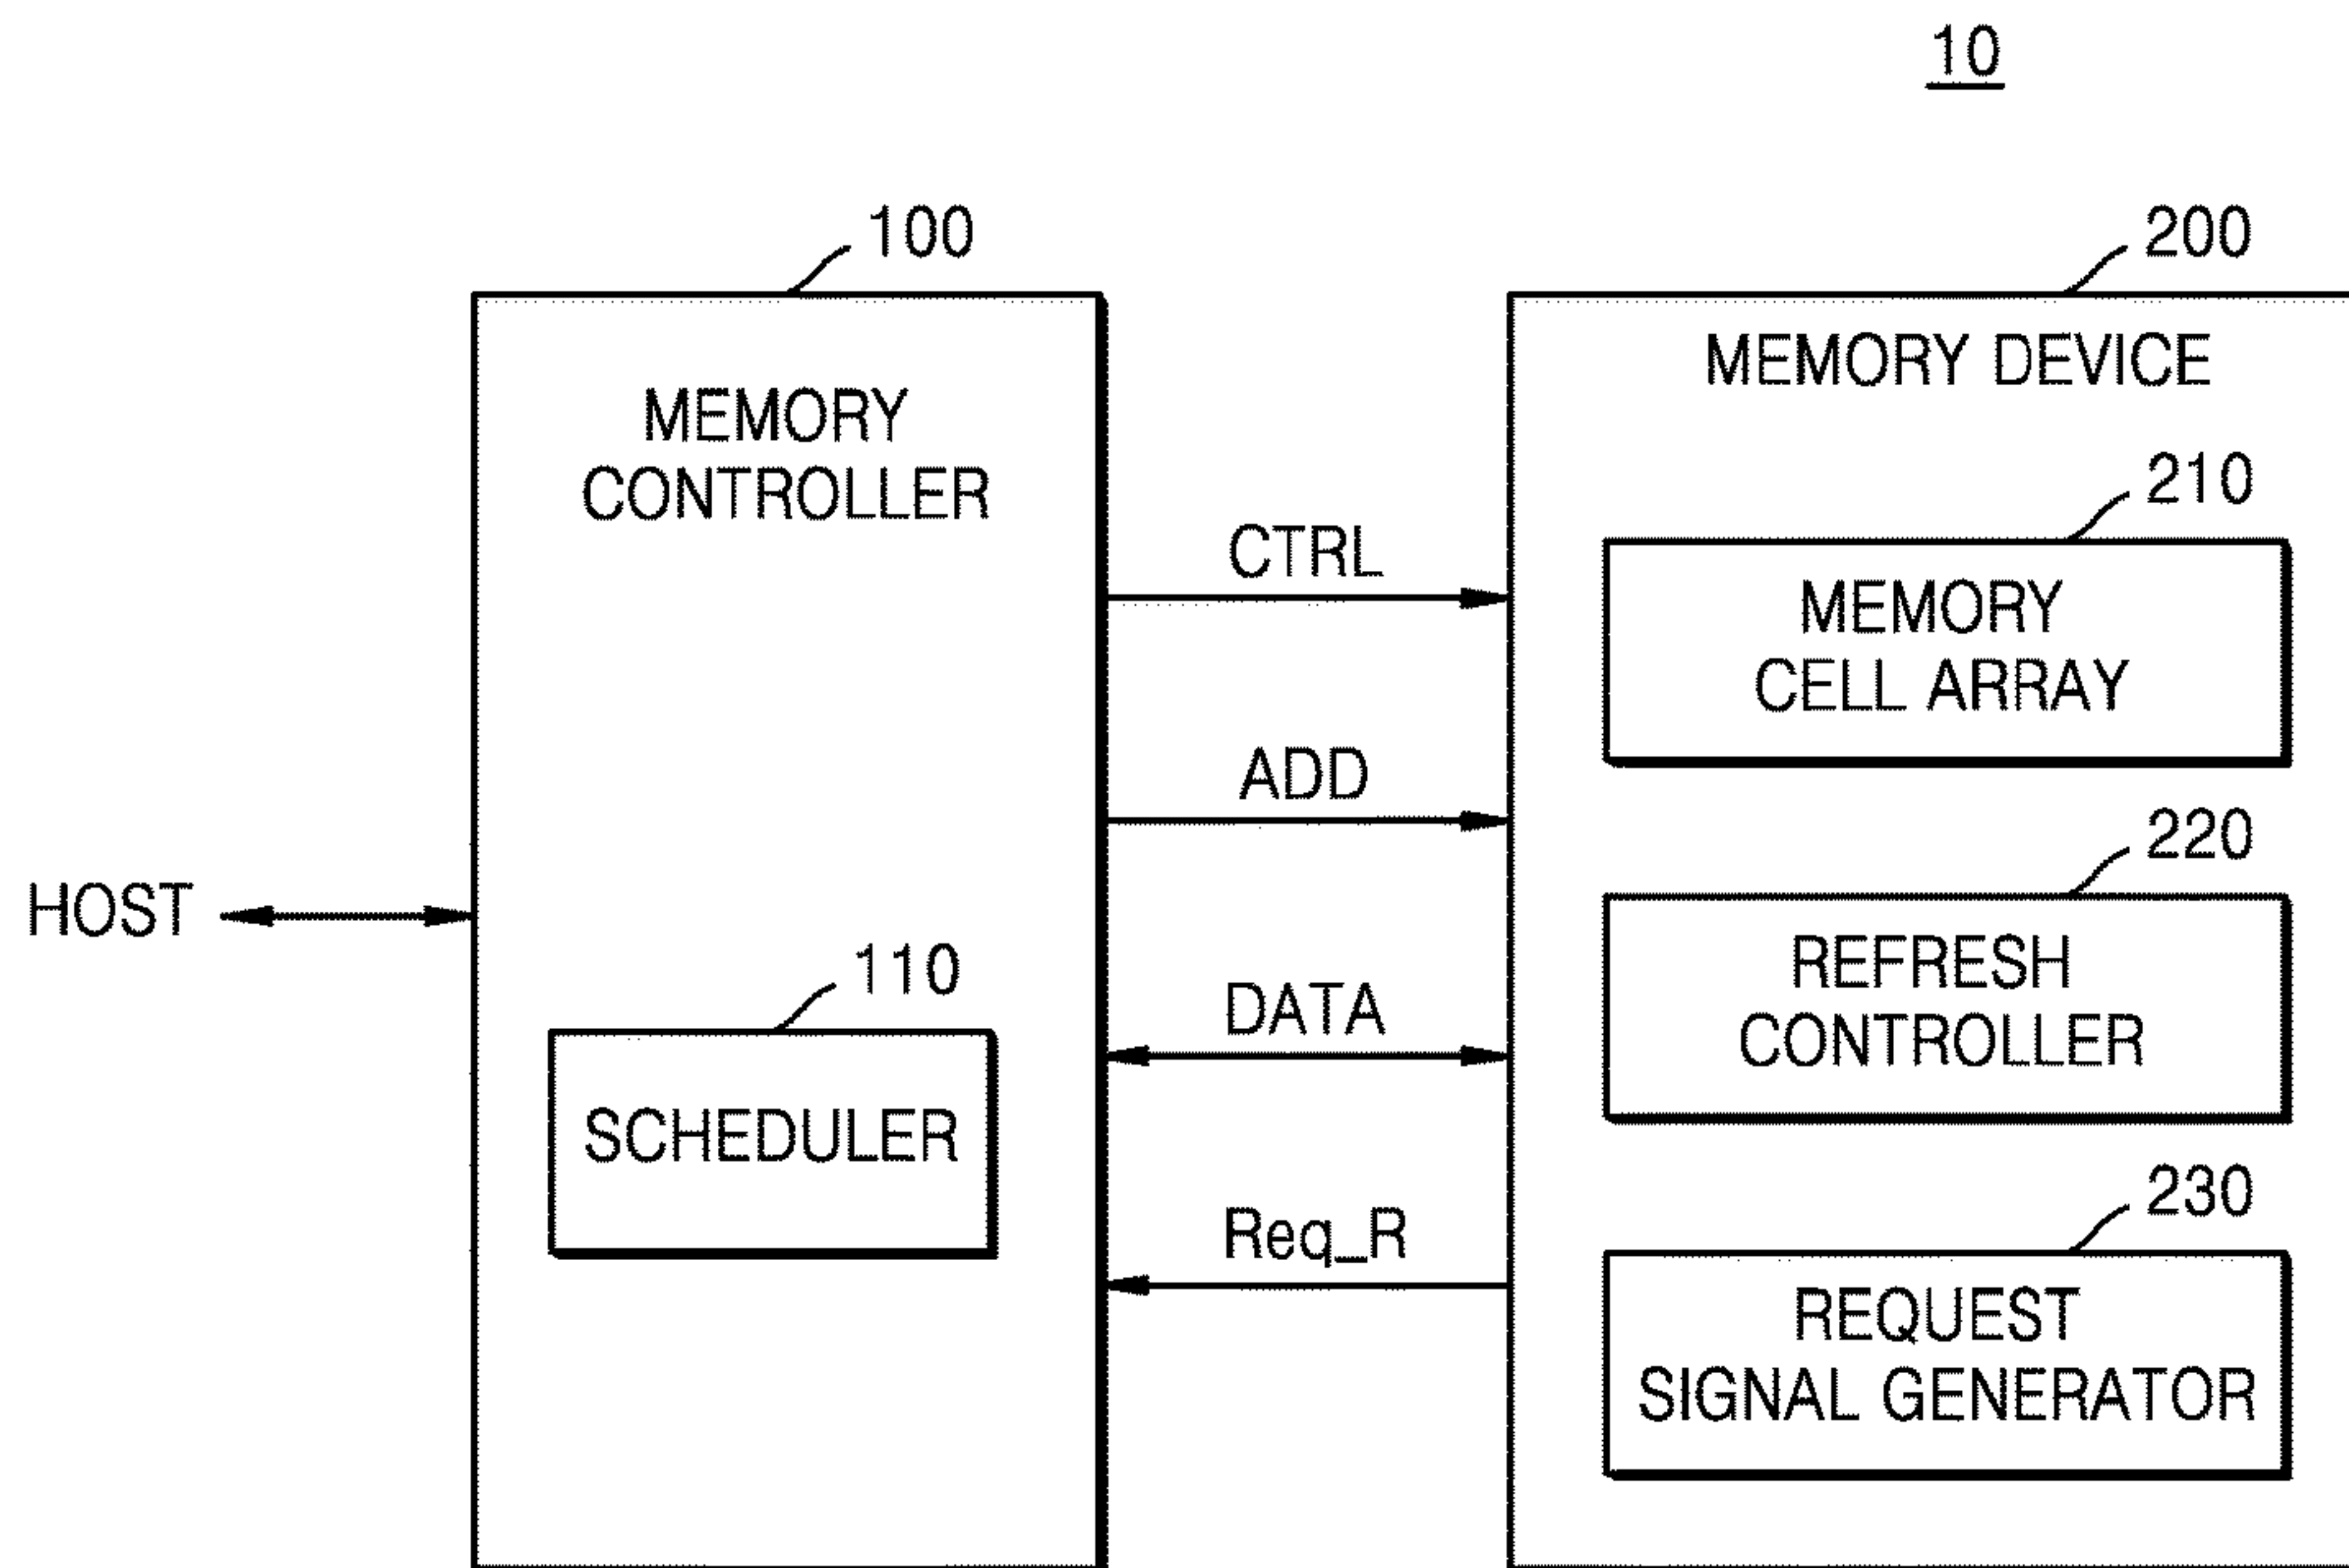 10
100
200
MEMORY
CONTROLLER
MEMORY DEVICE
210
CTRL
MEMORY
CELL ARRAY
ADD
220
HOST
REFRESH
CONTROLLER
110
DATA
SCHEDULER
230
Req_R
REQUEST
SIGNAL GENERATOR